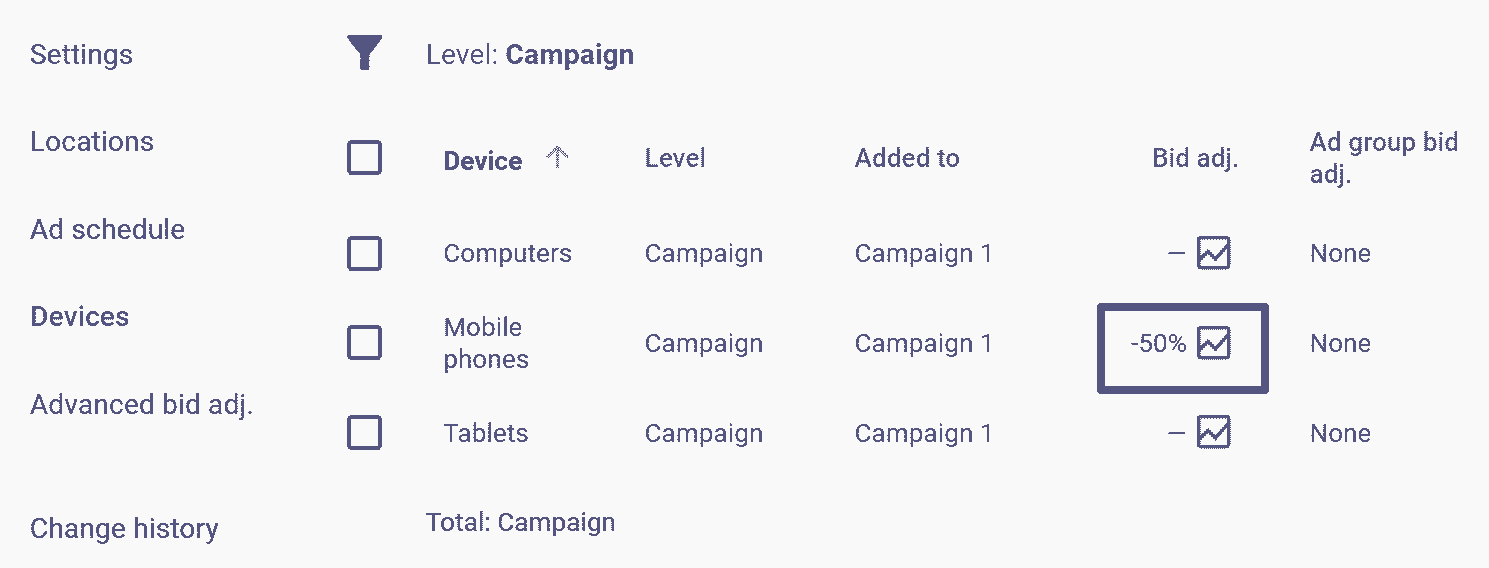 Settings
Level: Campaign
Locations
Device ↑ Level Added to Bid adj. Ad group bid
adj.
Ad schedule
Computers Campaign Campaign 1 – None
Devices
Mobile
phones Campaign Campaign 1 -50% None
Advanced bid adj.
Tablets Campaign Campaign 1 – None
Change history
Total: Campaign